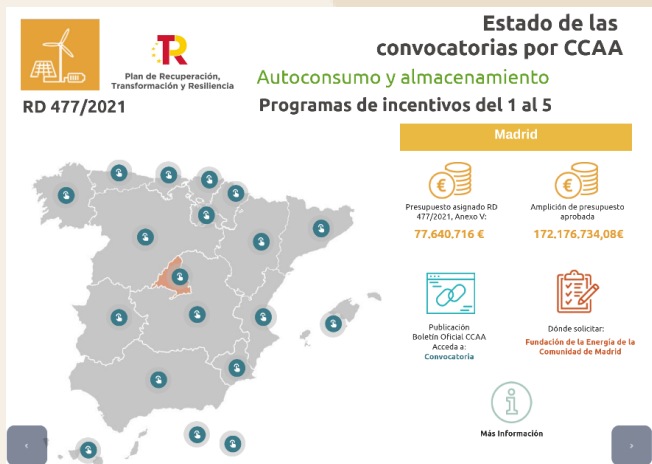 Estado de las
convocatorias por CCAA
Plan de Recuperación,
Transformación y Resiliencia
Autoconsumo y almacenamiento
RD 477/2021
Programas de incentivos del 1 al 5
Madrid
Presupuesto asignado RD
477/2021, Anexo V:
77.640,716 €
Amplición de presupuesto
aprobada
172,176,734,08€
Publicación
Boletín Oficial CCAA
Acceda a:
Convocatoria
Dónde solicitar:
Fundación de la Energía de la
Comunidad de Madrid
Más Información